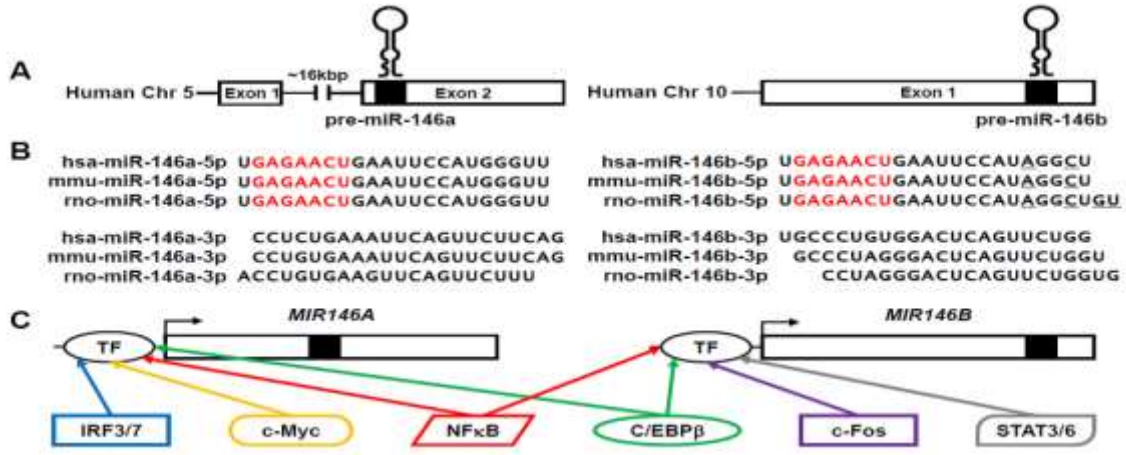 A
Human Chr 5 Exon 1 ~16kbp Exon 2
pre-miR-146a
Human Chr 10 Exon 1
pre-miR-146b
B
hsa-miR-146a-5p UGAGAACUGAAUUCCAUGGGUU
mmu-miR-146a-5p UGAGAACUGAAUUCCAUGGGUU
rno-miR-146a-5p UGAGAACUGAAUUCCAUGGGUU
hsa-miR-146a-3p CCUCUGAAAUUCAGUUCUUCAG
mmu-miR-146a-3p CCUGUGAAAUUCAGUUCUUCAG
rno-miR-146a-3p ACCUGUGAAGUUCAGUUCUUU
hsa-miR-146b-5p UGAGAACUGAAUUCCAUAGGCU
mmu-miR-146b-5p UGAGAACUGAAUUCCAUAGGCU
rno-miR-146b-5p UGAGAACUGAAUUCCAUAGGCUGU
hsa-miR-146b-3p UGCCCUGUGGACUCAGUUCUGG
mmu-miR-146b-3p GCCCUAGGGACUCAGUUCUGGU
rno-miR-146b-3p CCUAGGGACUCAGUUCUGGUG
C
MIR146A
TF
MIR146B
TF
IRF3/7
c-Myc
NFκB
C/EBPβ
c-Fos
STAT3/6